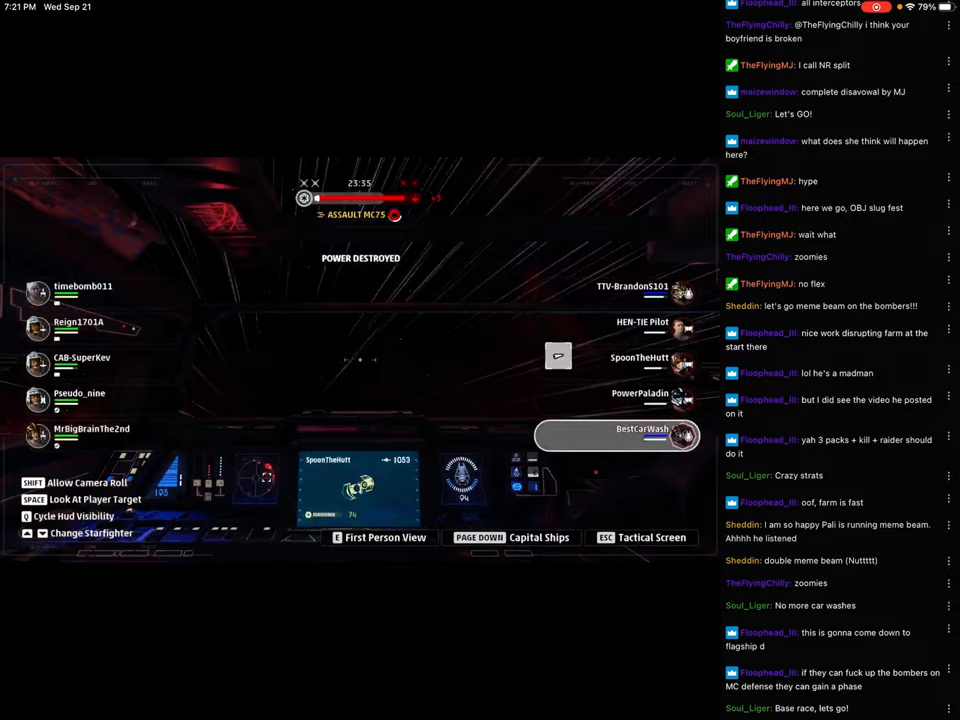 7:21 PM Wed Sep 21
79%
23:35
+3
ASSAULT MC75
POWER DESTROYED
timebomb011
Reign1701A
CAB-SuperKev
Pseudo_nine
MrBigBrainThe2nd
TTV-BrandonS101
HEN-TIE Pilot
SpoonTheHutt
PowerPaladin
BestCarWash
SpoonTheHutt
1053
74
195
94
SHIFT Allow Camera Roll
SPACE Look At Player Target
Q Cycle Hud Visibility
Change Starfighter
E First Person View
PAGE DOWN Capital Ships
ESC Tactical Screen
Floophead_III: all interceptors
TheFlyingChilly: @TheFlyingChilly i think your
boyfriend is broken
TheFlyingMJ: I call NR split
maizewindow: complete disavowal by MJ
Soul_Liger: Let's GO!
maizewindow: what does she think will happen
here?
TheFlyingMJ: hype
Floophead_III: here we go, OBJ slug fest
TheFlyingMJ: wait what
TheFlyingChilly: zoomies
TheFlyingMJ: no flex
Sheddin: let's go meme beam on the bombers!!!
Floophead_III: nice work disrupting farm at the
start there
Floophead_III: lol he's a madman
Floophead_III: but I did see the video he posted
on it
Floophead_III: yah 3 packs + kill + raider should
do it
Soul_Liger: Crazy strats
Floophead_III: oof, farm is fast
Sheddin: I am so happy Pali is running meme beam.
Ahhhh he listened
Sheddin: double meme beam (Nuttttt)
TheFlyingChilly: zoomies
Soul_Liger: No more car washes
Floophead_III: this is gonna come down to
flagship d
Floophead_III: if they can fuck up the bombers on
MC defense they can gain a phase
Soul_Liger: Base race, lets go!